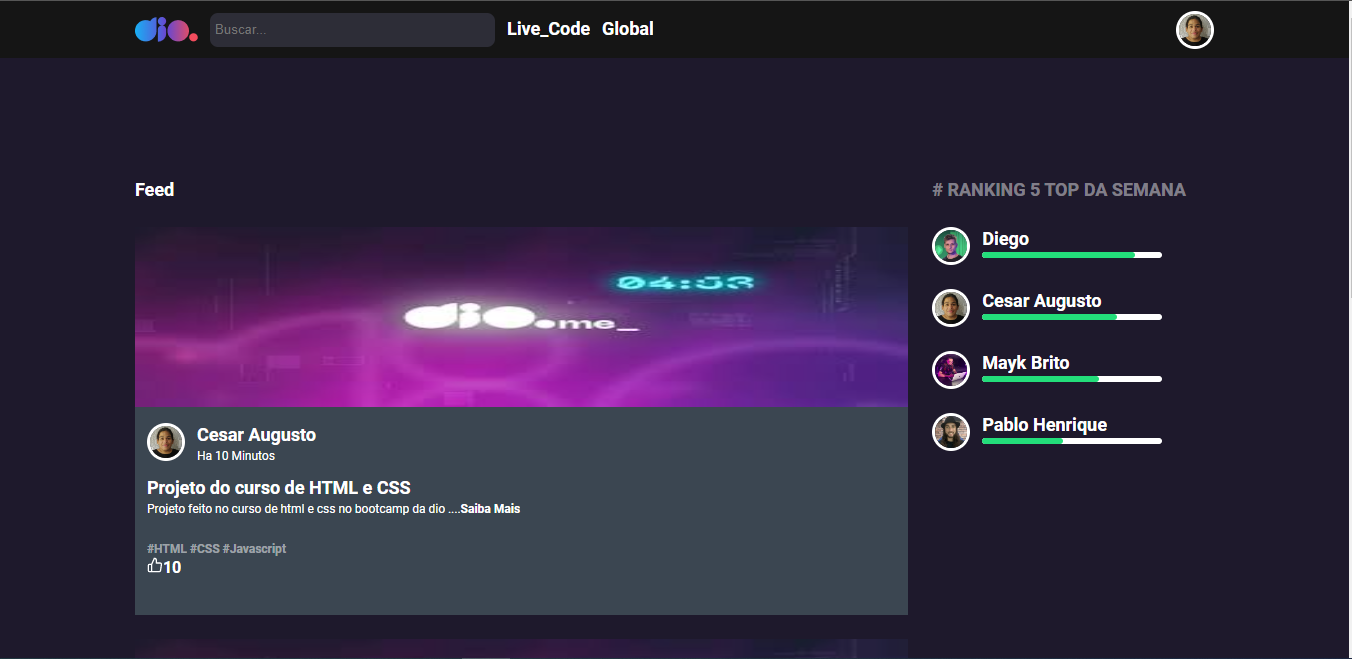 dio.
Buscar...
Live_Code
Global
Feed
04:53
dio.me_
Cesar Augusto
Ha 10 Minutos
Projeto do curso de HTML e CSS
Projeto feito no curso de html e css no bootcamp da dio ....Saiba Mais
#HTML #CSS #Javascript
10
# RANKING 5 TOP DA SEMANA
Diego
Cesar Augusto
Mayk Brito
Pablo Henrique